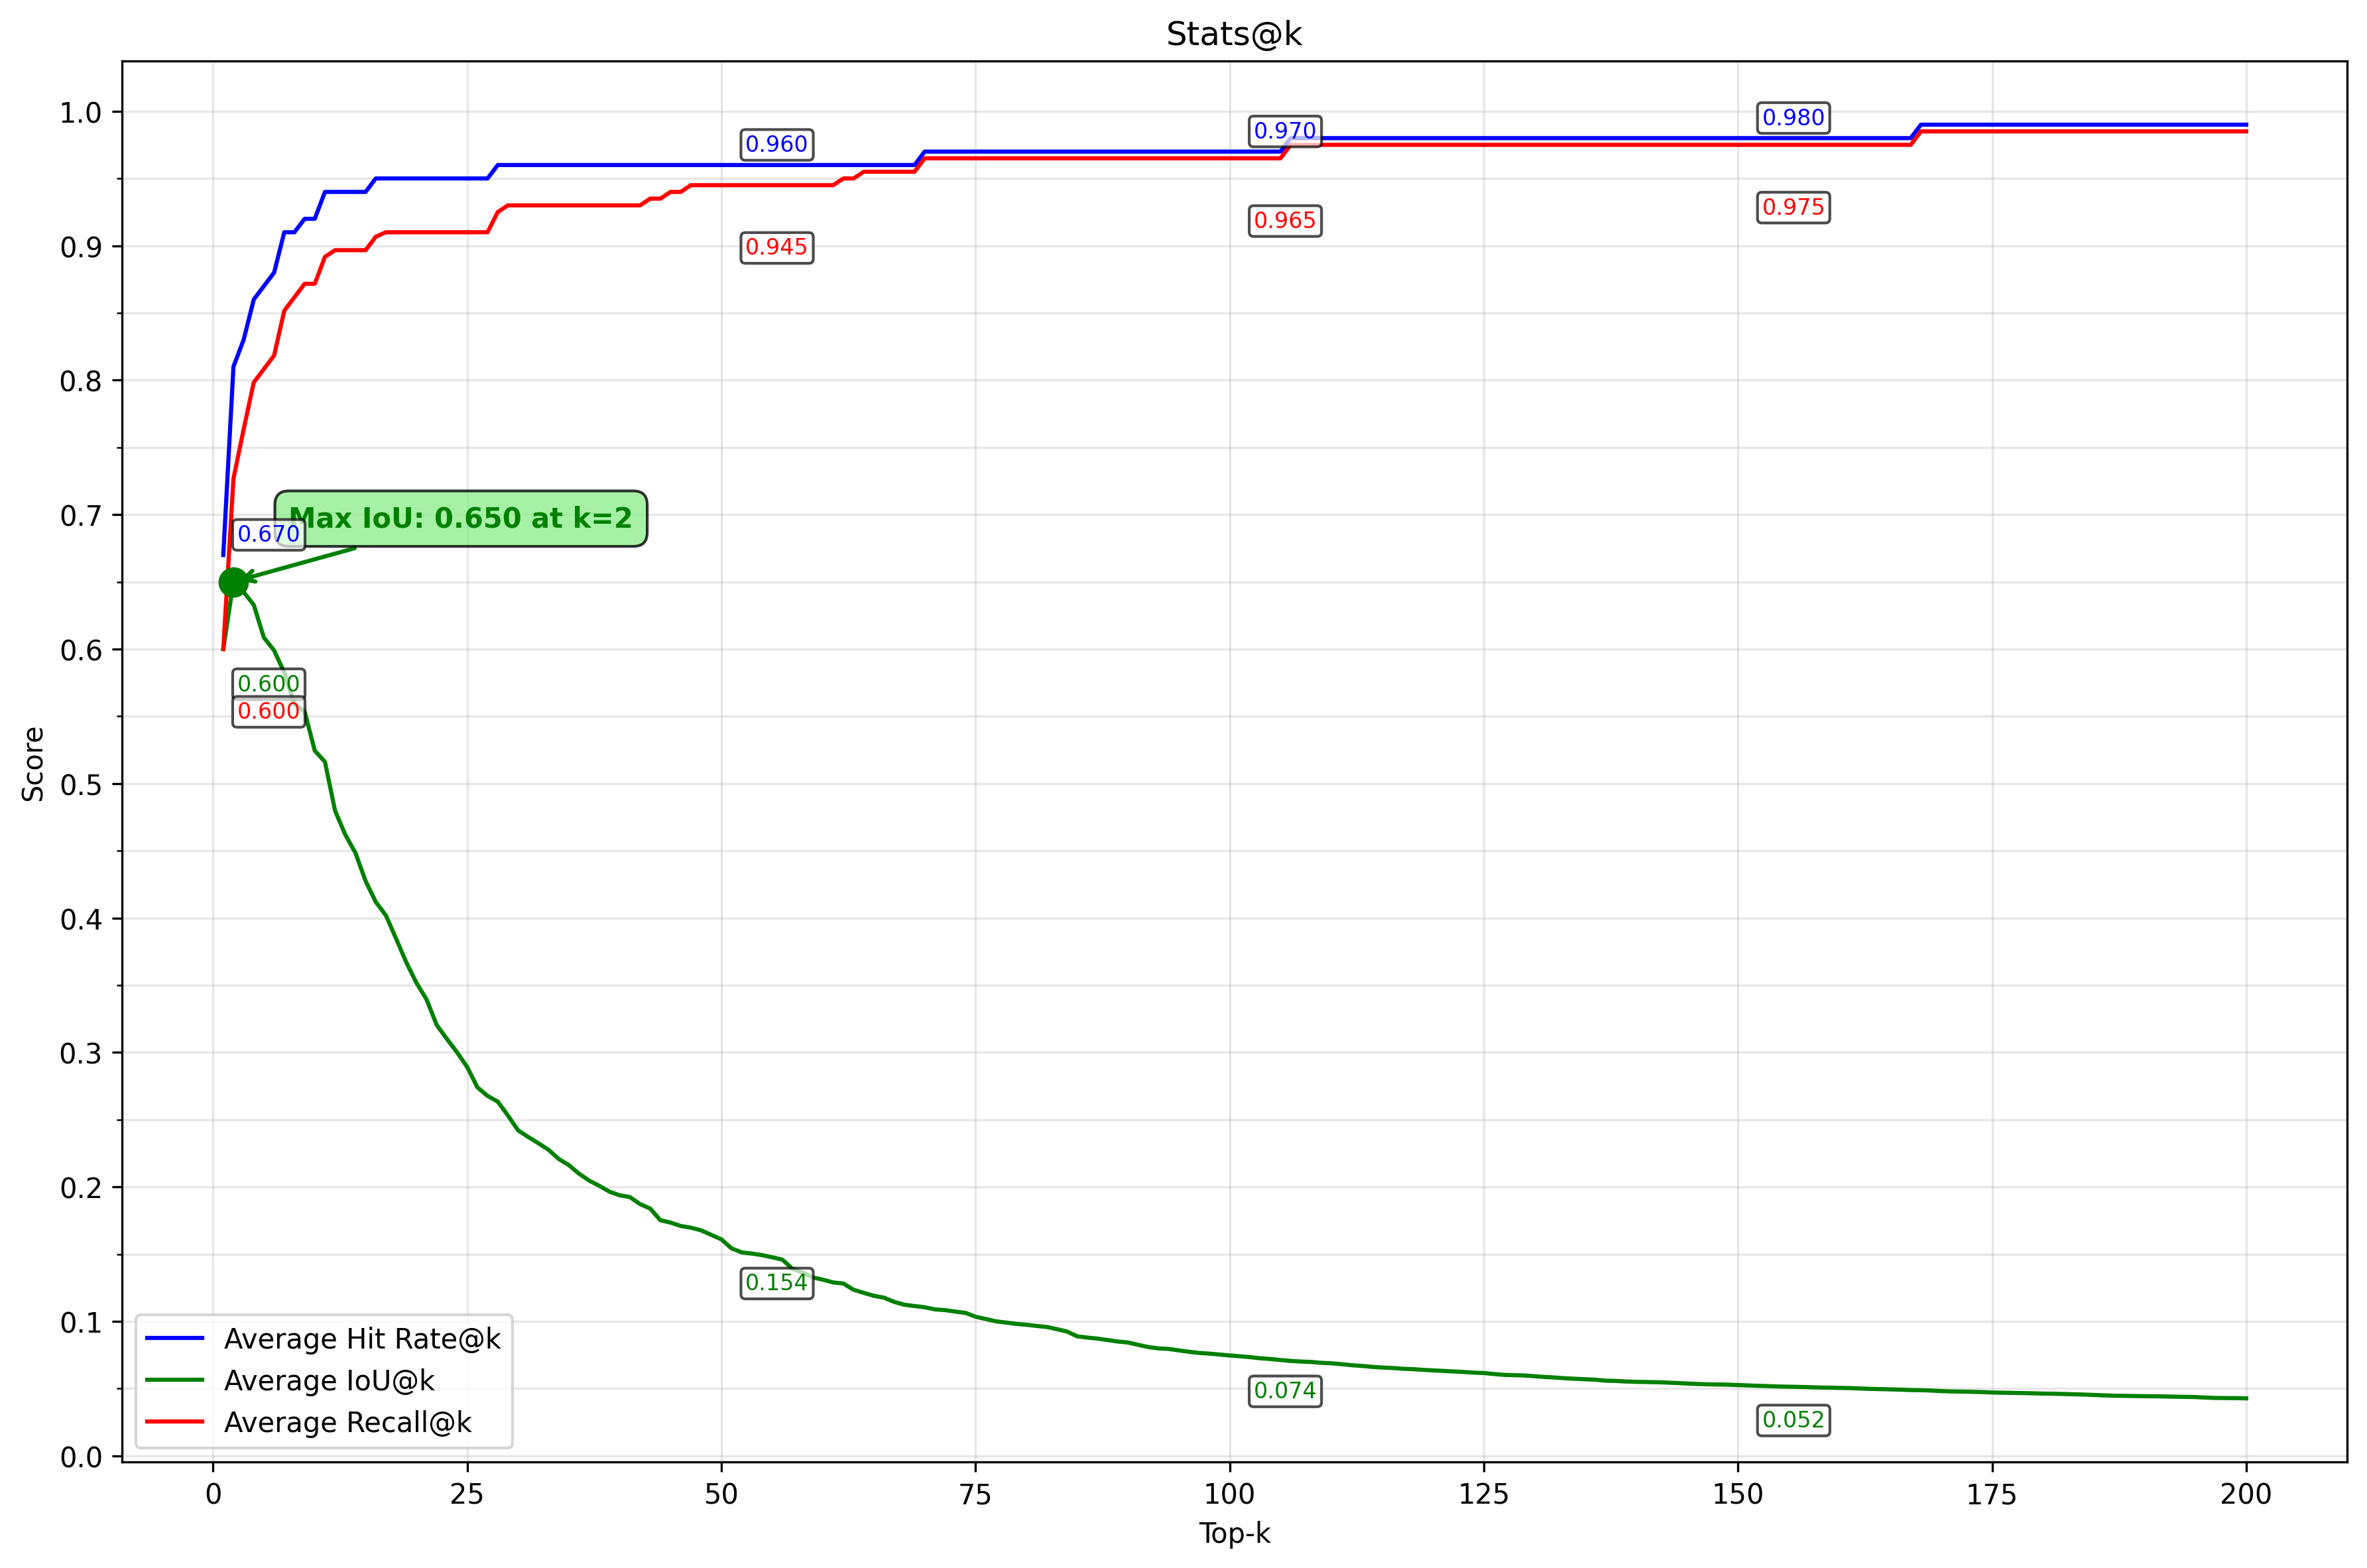 Stats@k
1.0
0.9
0.8
0.7
0.6
0.5
0.4
0.3
0.2
0.1
0.0
Score
0.960
0.970
0.980
0.945
0.965
0.975
Max IoU: 0.650 at k=2
0.670
0.600
0.600
0.154
0.074
0.052
Average Hit Rate@k
Average IoU@k
Average Recall@k
0 25 50 75 100 125 150 175 200
Top-k